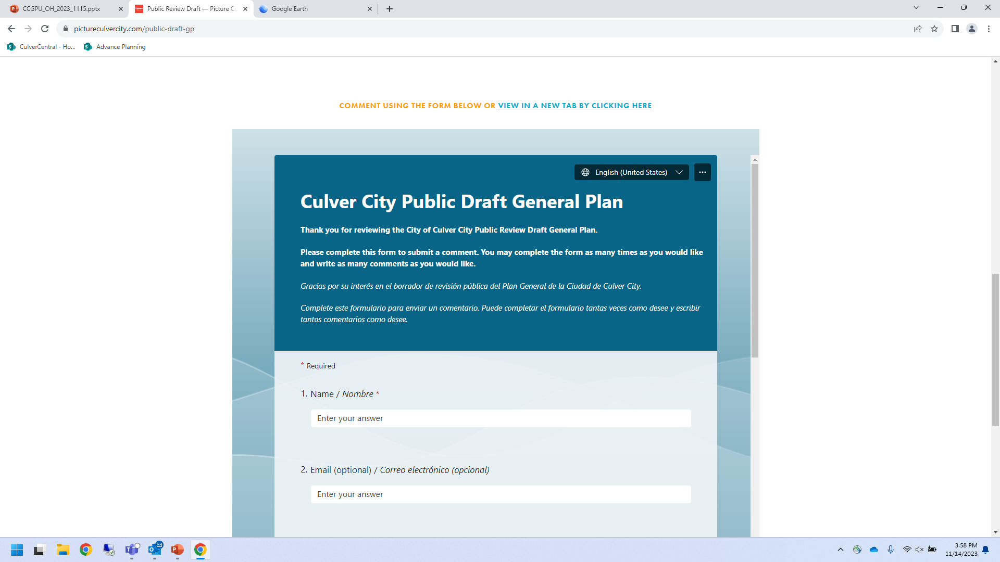 CCGPU_OH_2023_1115.pptx
Public Review Draft — Picture Cu
Google Earth
pictureculvercity.com/public-draft-gp
CulverCentral - Ho...
Advance Planning
COMMENT USING THE FORM BELOW OR VIEW IN A NEW TAB BY CLICKING HERE
English (United States)
Culver City Public Draft General Plan
Thank you for reviewing the City of Culver City Public Review Draft General Plan.
Please complete this form to submit a comment. You may complete the form as many times as you would like
and write as many comments as you would like.
Gracias por su interés en el borrador de revisión pública del Plan General de la Ciudad de Culver City.
Complete este formulario para enviar un comentario. Puede completar el formulario tantas veces como desee y escribir
tantos comentarios como desee.
* Required
1. Name / Nombre *
Enter your answer
2. Email (optional) / Correo electrónico (opcional)
Enter your answer
3:58 PM
11/14/2023